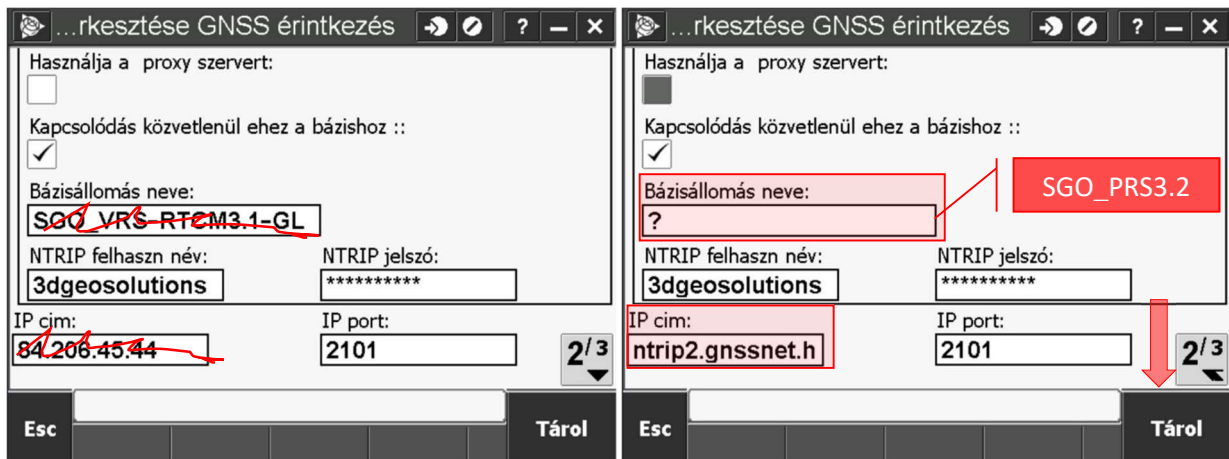 ...rkesztése GNSS érintkezés ? – ×
Használja a proxy szervert:
Kapcsolódás közvetlenül ehez a bázishoz ::
Bázisállomás neve:
SGO_VRS-RTCM3.1-GL
NTRIP felhaszn név: NTRIP jelszó:
3dgeosolutions **********
IP cim: IP port:
84.206.45.44 2101
2/3
Esc Tárol
...rkesztése GNSS érintkezés ? – ×
Használja a proxy szervert:
Kapcsolódás közvetlenül ehez a bázishoz ::
Bázisállomás neve:
SGO_PRS3.2
?
NTRIP felhaszn név: NTRIP jelszó:
3dgeosolutions **********
IP cim: IP port:
ntrip2.gnssnet.h 2101
2/3
Esc Tárol